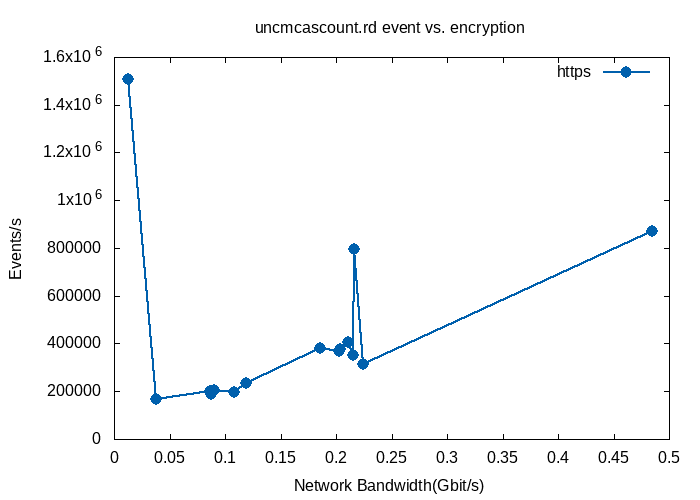 uncmcascount.rd event vs. encryption
https
1.6x10^6
1.4x10^6
1.2x10^6
1x10^6
800000
600000
400000
200000
0
Events/s
0 0.05 0.1 0.15 0.2 0.25 0.3 0.35 0.4 0.45 0.5
Network Bandwidth(Gbit/s)